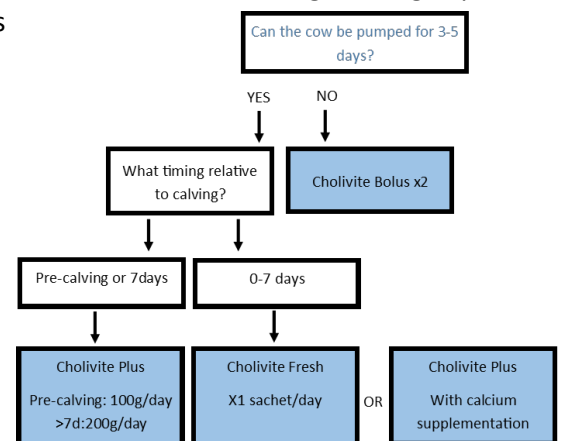 s
Can the cow be pumped for 3-5
days?
YES
NO
What timing relative
to calving?
Cholivite Bolus x2
Pre-calving or 7days
0-7 days
Cholivite Plus
Pre-calving: 100g/day
>7d:200g/day
Cholivite Fresh
X1 sachet/day
OR
Cholivite Plus
With calcium
supplementation